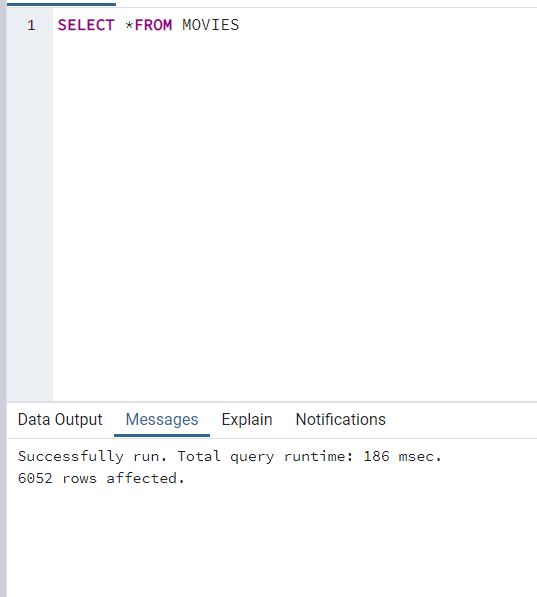 1 SELECT *FROM MOVIES
Data Output Messages Explain Notifications
Successfully run. Total query runtime: 186 msec.
6052 rows affected.